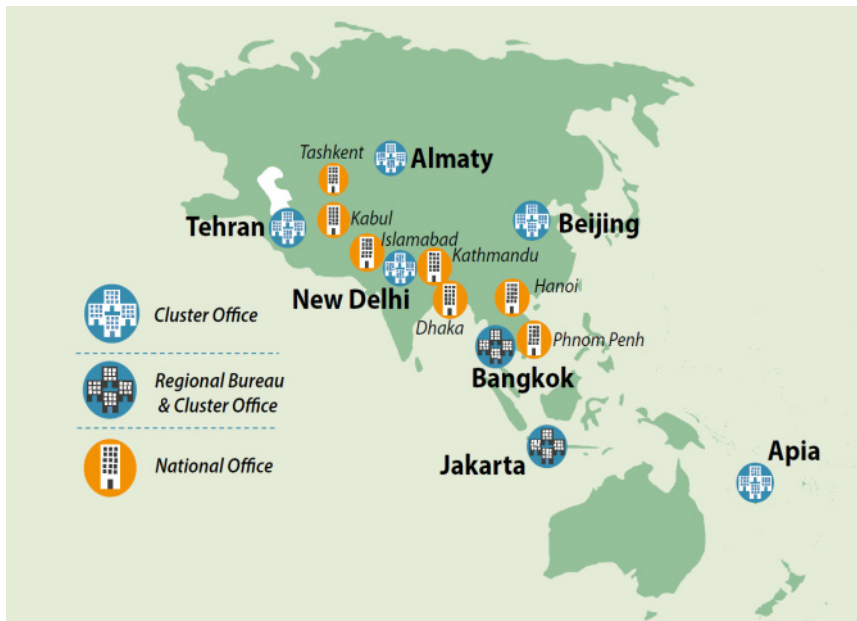 Tashkent
Almaty
Kabul
Tehran
Beijing
Islamabad
Kathmandu
New Delhi
Hanoi
Dhaka
Phnom Penh
Bangkok
Jakarta
Apia
Cluster Office
Regional Bureau
& Cluster Office
National Office